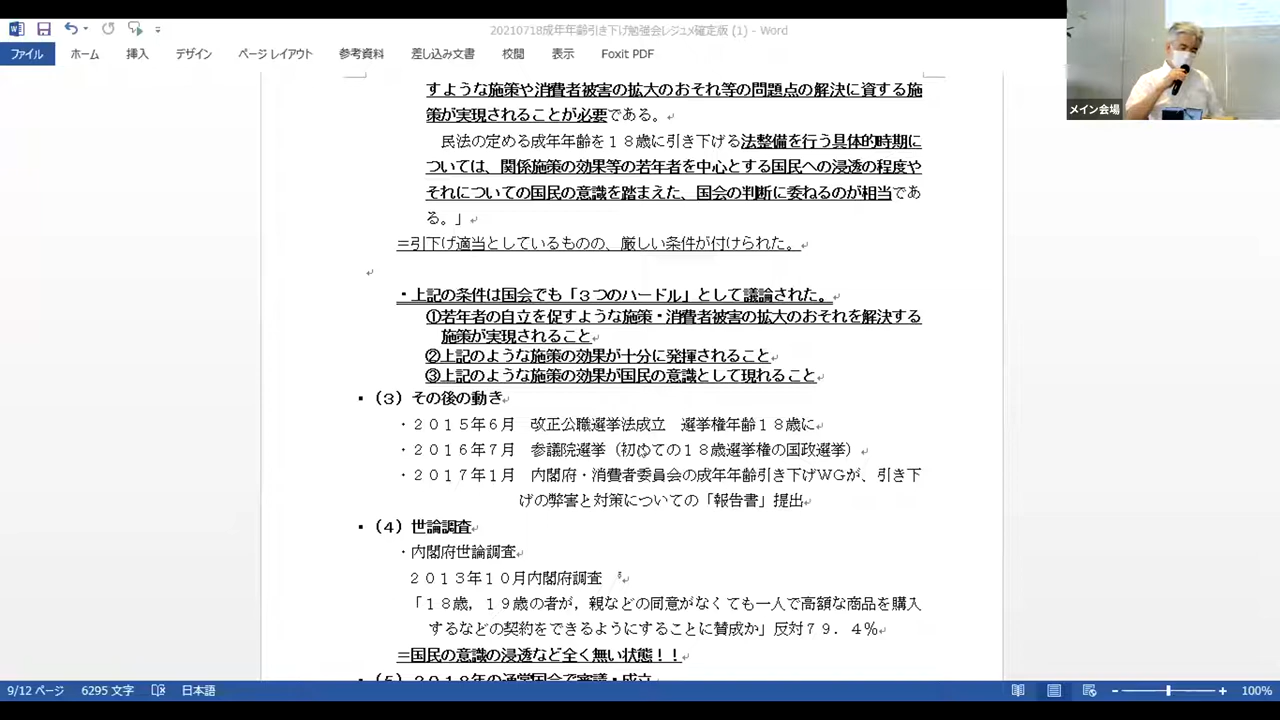 20210718成年年齢引き下げ勉強会レジュメ確定版 (1) - Word
ファイル ホーム 挿入 デザイン ページ レイアウト 参考資料 差し込み文書 校閲 表示 Foxit PDF
メイン会場
すような施策や消費者被害の拡大のおそれ等の問題点の解決に資する施
策が実現されることが必要である。
民法の定める成年年齢を１８歳に引き下げる法整備を行う具体的時期に
ついては、関係施策の効果等の若年者を中心とする国民への浸透の程度や
それについての国民の意識を踏まえた、国会の判断に委ねるのが相当であ
る。」
＝引下げ適当としているものの、厳しい条件が付けられた。
・上記の条件は国会でも「３つのハードル」として議論された。
①若年者の自立を促すような施策・消費者被害の拡大のおそれを解決する
施策が実現されること
②上記のような施策の効果が十分に発揮されること
③上記のような施策の効果が国民の意識として現れること
▪（３）その後の動き
・２０１５年６月　改正公職選挙法成立　選挙権年齢１８歳に
・２０１６年７月　参議院選挙（初めての１８歳選挙権の国政選挙）
・２０１７年１月　内閣府・消費者委員会の成年年齢引き下げWGが、引き下
げの弊害と対策についての「報告書」提出
▪（４）世論調査
・内閣府世論調査
２０１３年１０月内閣府調査
「１８歳，１９歳の者が，親などの同意がなくても一人で高額な商品を購入
するなどの契約をできるようにすることに賛成か」反対７９．４％
＝国民の意識の浸透など全く無い状態！！
▪（５）２０１８年の通常国会で審議・成立
9/12 ページ 6295 文字 日本語 100%